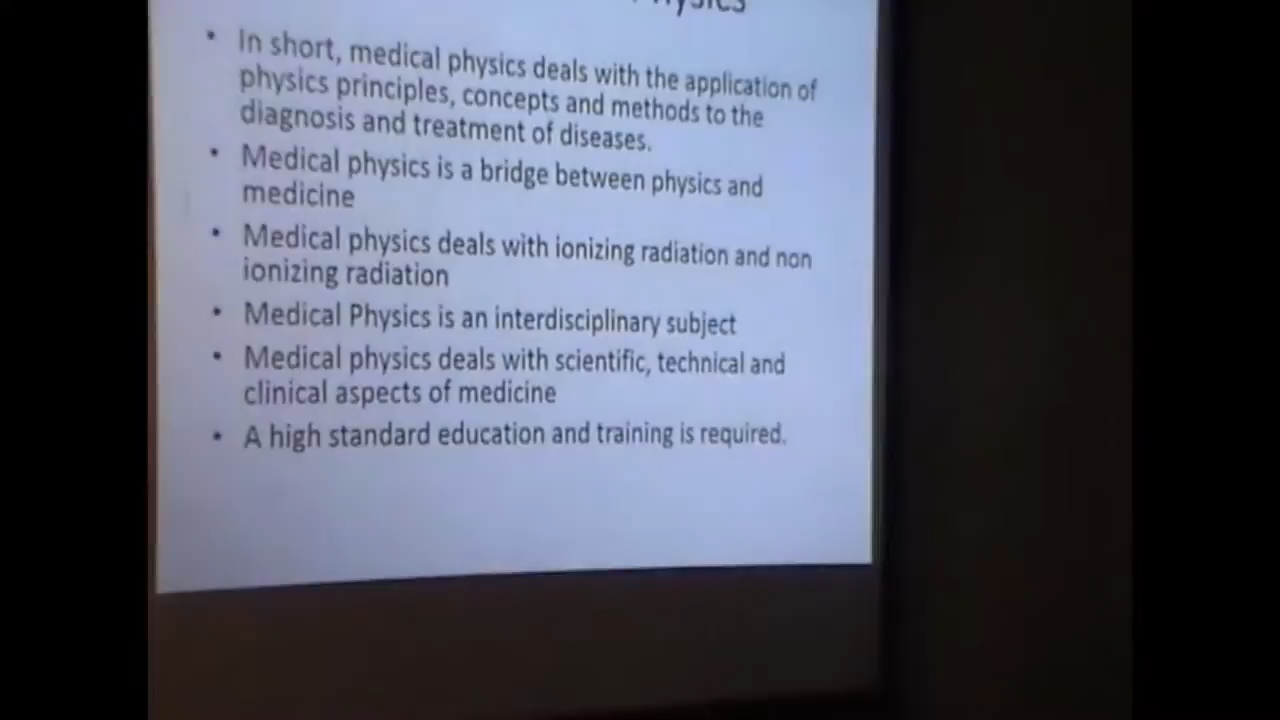 • In short, medical physics deals with the application of
physics principles, concepts and methods to the
diagnosis and treatment of diseases.
• Medical physics is a bridge between physics and
medicine
• Medical physics deals with ionizing radiation and non
ionizing radiation
• Medical Physics is an interdisciplinary subject
• Medical physics deals with scientific, technical and
clinical aspects of medicine
• A high standard education and training is required.